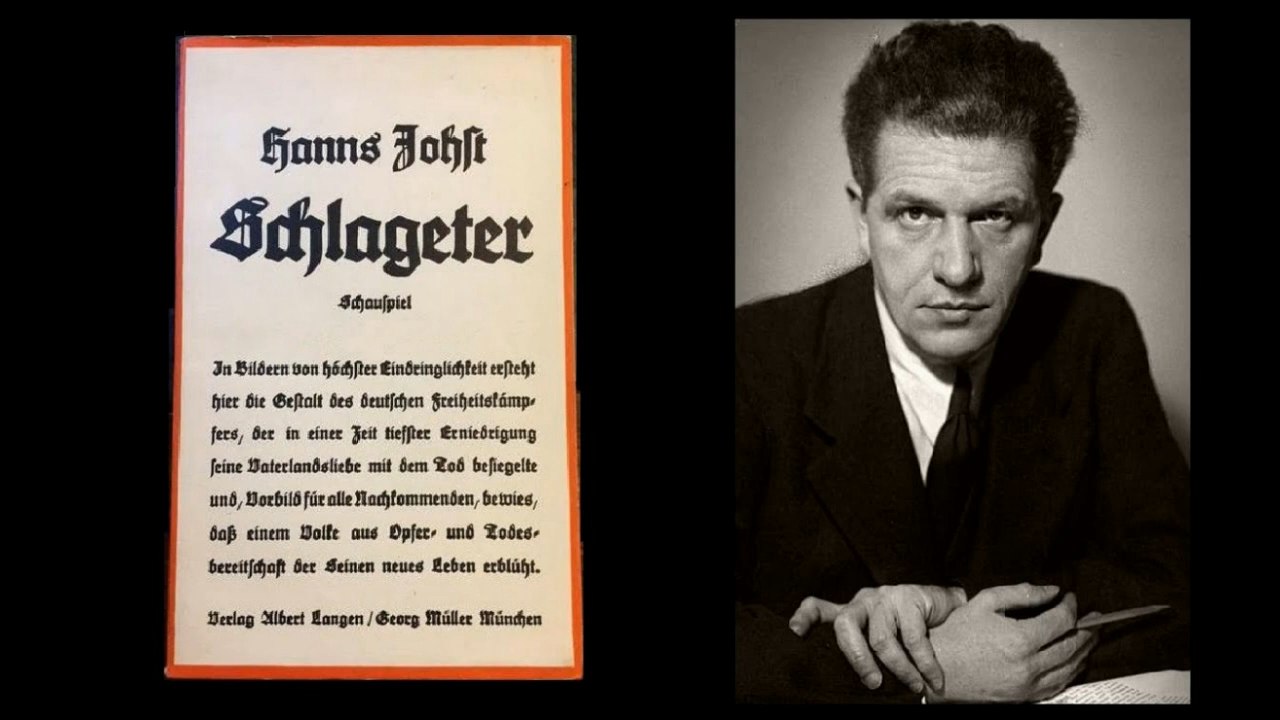 Hanns Johst
Schlageter
Schauspiel
In Bildern von höchster Eindringlichkeit ersteht
hier die Gestalt des deutschen Freiheitskämp-
fers, der in einer Zeit tiefster Erniedrigung
seine Vaterlandsliebe mit dem Tod besiegelte
und, Vorbild für alle Nachkommenden, bewies,
daß einem Volke aus Opfer- und Todes-
bereitschaft der Seinen neues Leben erblüht.
Verlag Albert Langen / Georg Müller München